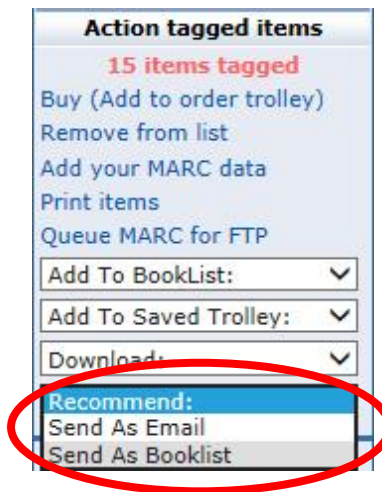 Action tagged items
15 items tagged
Buy (Add to order trolley)
Remove from list
Add your MARC data
Print items
Queue MARC for FTP
Add To BookList:
Add To Saved Trolley:
Download:
Recommend:
Send As Email
Send As Booklist